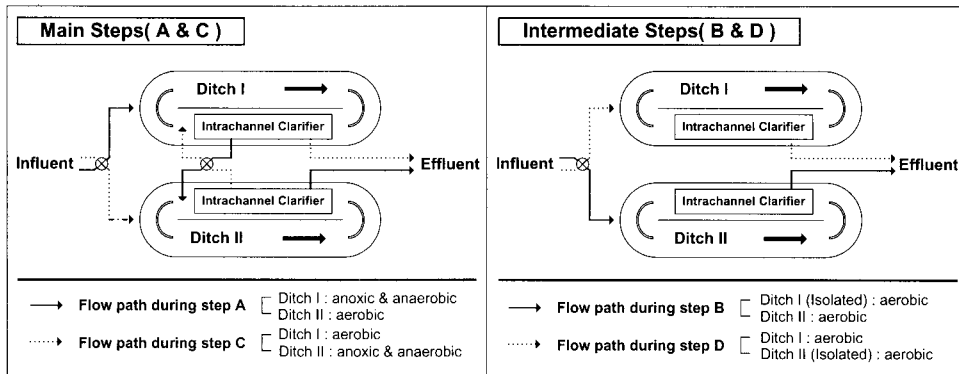 Main Steps( A & C )
Ditch I
Intrachannel Clarifier
Influent
Effluent
Intrachannel Clarifier
Ditch II
Flow path during step A
Ditch I : anoxic & anaerobic
Ditch II : aerobic
Flow path during step C
Ditch I : aerobic
Ditch II : anoxic & anaerobic
Intermediate Steps( B & D )
Ditch I
Intrachannel Clarifier
Influent
Effluent
Intrachannel Clarifier
Ditch II
Flow path during step B
Ditch I (Isolated) : aerobic
Ditch II : aerobic
Flow path during step D
Ditch I : aerobic
Ditch II (Isolated) : aerobic